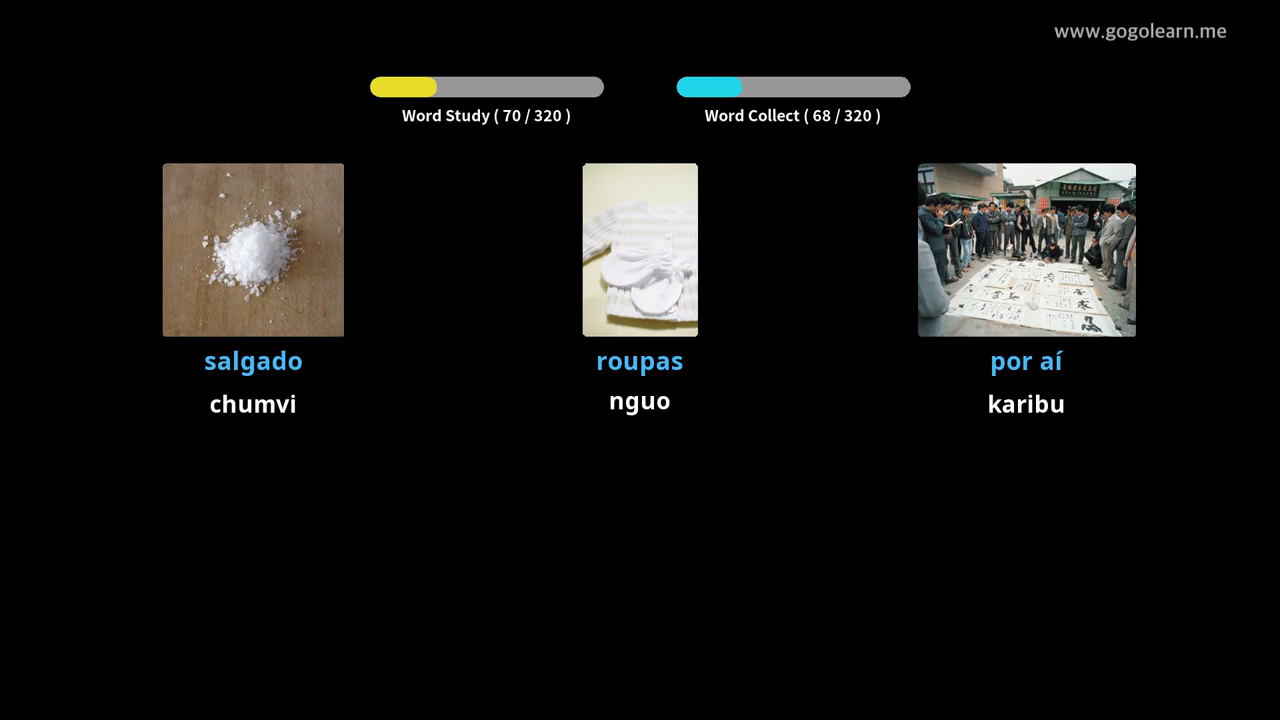 www.gogolearn.me
Word Study ( 70 / 320 )
Word Collect ( 68 / 320 )
salgado
chumvi
roupas
nguo
por aí
karibu